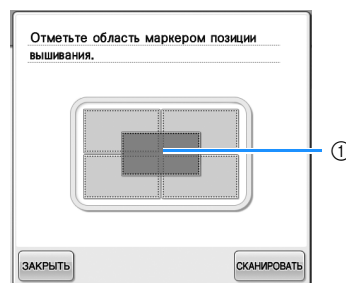 Отметьте область маркером позиции
вышивания.
①
ЗАКРЫТЬ
СКАНИРОВАТЬ